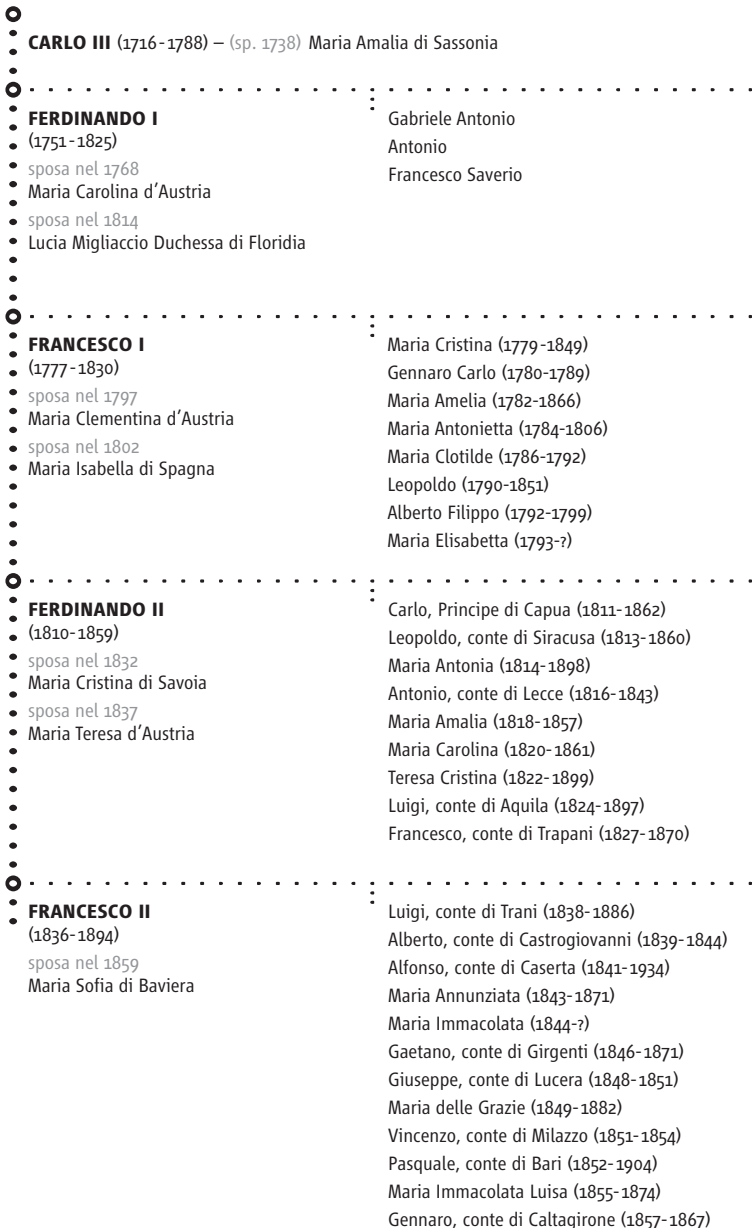 CARLO III (1716-1788) – (sp. 1738) Maria Amalia di Sassonia
FERDINANDO I
(1751-1825)
sposa nel 1768
Maria Carolina d’Austria
sposa nel 1814
Lucia Migliaccio Duchessa di Floridia
Gabriele Antonio
Antonio
Francesco Saverio
FRANCESCO I
(1777-1830)
sposa nel 1797
Maria Clementina d’Austria
sposa nel 1802
Maria Isabella di Spagna
Maria Cristina (1779-1849)
Gennaro Carlo (1780-1789)
Maria Amelia (1782-1866)
Maria Antonietta (1784-1806)
Maria Clotilde (1786-1792)
Leopoldo (1790-1851)
Alberto Filippo (1792-1799)
Maria Elisabetta (1793-?)
FERDINANDO II
(1810-1859)
sposa nel 1832
Maria Cristina di Savoia
sposa nel 1837
Maria Teresa d’Austria
Carlo, Principe di Capua (1811-1862)
Leopoldo, conte di Siracusa (1813-1860)
Maria Antonia (1814-1898)
Antonio, conte di Lecce (1816-1843)
Maria Amalia (1818-1857)
Maria Carolina (1820-1861)
Teresa Cristina (1822-1899)
Luigi, conte di Aquila (1824-1897)
Francesco, conte di Trapani (1827-1870)
FRANCESCO II
(1836-1894)
sposa nel 1859
Maria Sofia di Baviera
Luigi, conte di Trani (1838-1886)
Alberto, conte di Castrogiovanni (1839-1844)
Alfonso, conte di Caserta (1841-1934)
Maria Annunziata (1843-1871)
Maria Immacolata (1844-?)
Gaetano, conte di Girgenti (1846-1871)
Giuseppe, conte di Lucera (1848-1851)
Maria delle Grazie (1849-1882)
Vincenzo, conte di Milazzo (1851-1854)
Pasquale, conte di Bari (1852-1904)
Maria Immacolata Luisa (1855-1874)
Gennaro, conte di Caltagirone (1857-1867)